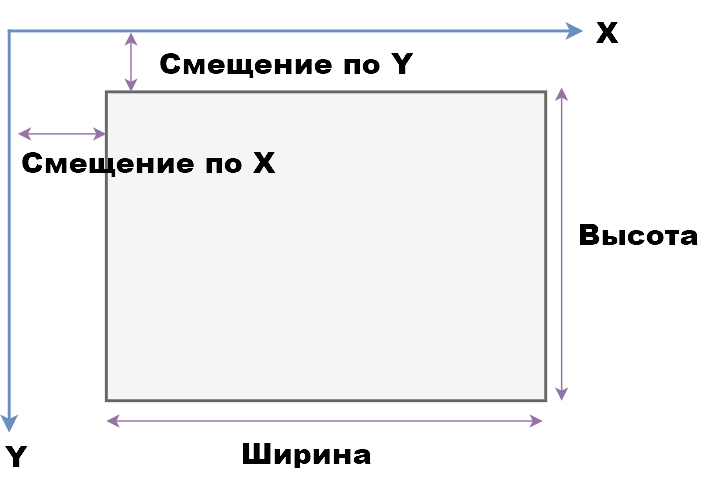 X
Смещение по Y
Смещение по X
Высота
Ширина
Y